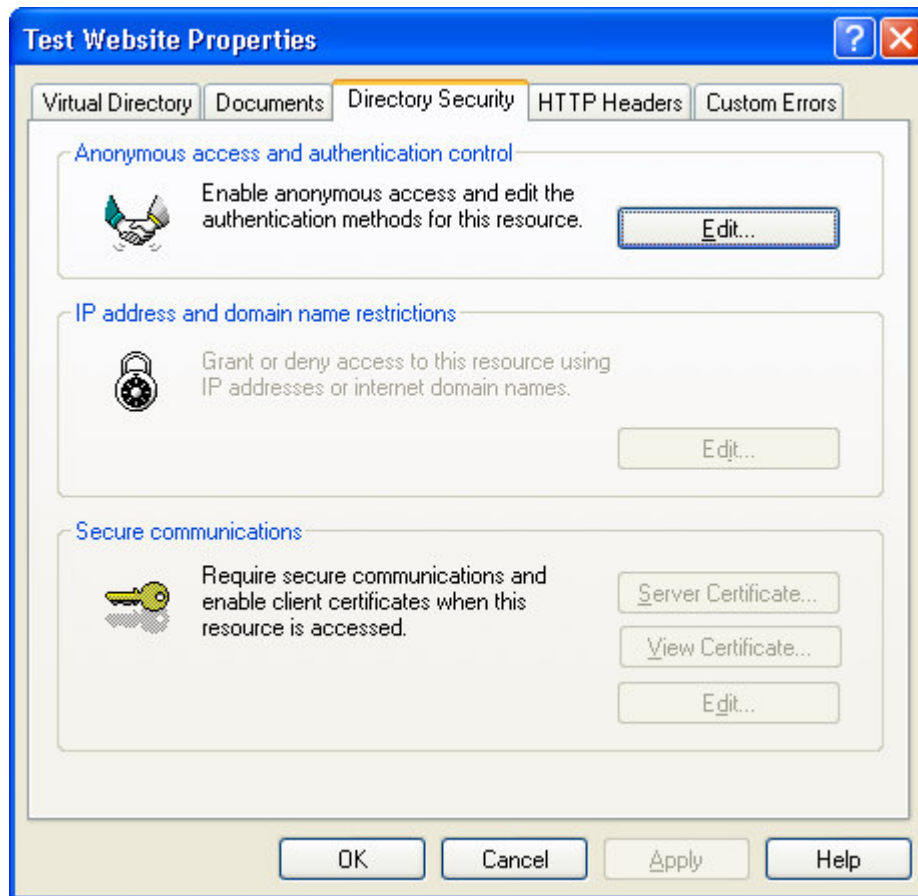 Test Website Properties
Virtual Directory Documents Directory Security HTTP Headers Custom Errors
Anonymous access and authentication control
Enable anonymous access and edit the
authentication methods for this resource.
Edit...
IP address and domain name restrictions
Grant or deny access to this resource using
IP addresses or internet domain names.
Edit...
Secure communications
Require secure communications and
enable client certificates when this
resource is accessed.
Server Certificate...
View Certificate...
Edit...
OK Cancel Apply Help